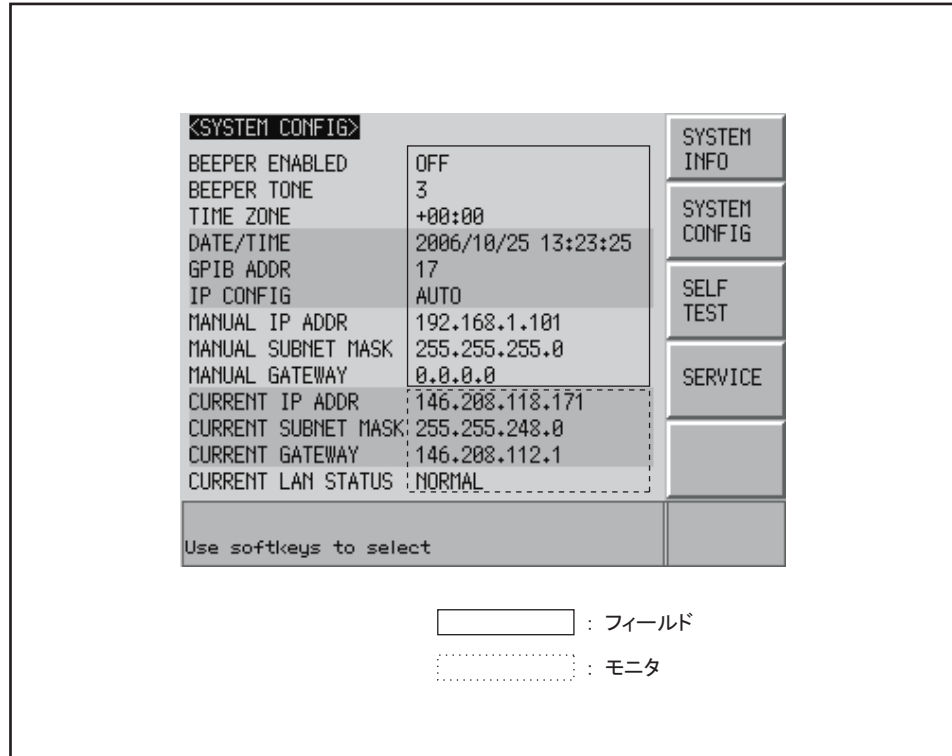 <SYSTEM CONFIG>
BEEPER ENABLED OFF
BEEPER TONE 3
TIME ZONE +00:00
DATE/TIME 2006/10/25 13:23:25
GPIB ADDR 17
IP CONFIG AUTO
MANUAL IP ADDR 192.168.1.101
MANUAL SUBNET MASK 255.255.255.0
MANUAL GATEWAY 0.0.0.0
CURRENT IP ADDR 146.208.118.171
CURRENT SUBNET MASK 255.255.248.0
CURRENT GATEWAY 146.208.112.1
CURRENT LAN STATUS NORMAL
SYSTEM
INFO
SYSTEM
CONFIG
SELF
TEST
SERVICE
Use softkeys to select
: フィールド
: モニタ